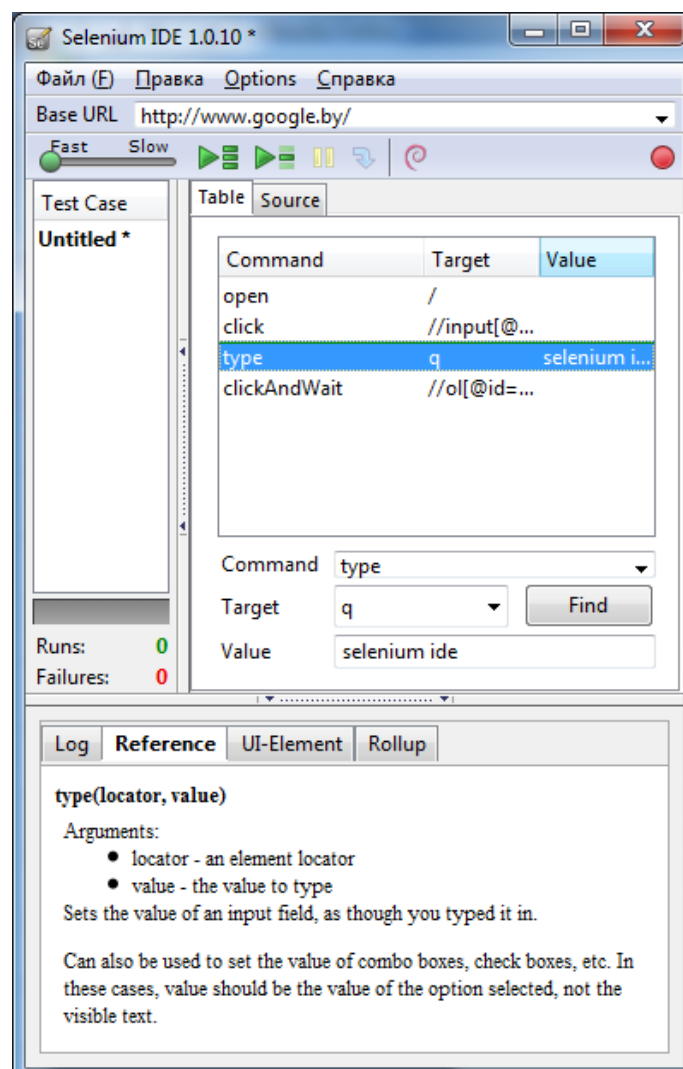 Selenium IDE 1.0.10 *
Файл (F) Правка Options Справка
Base URL http://www.google.by/
Fast Slow
Test Case
Untitled *
Table Source
Command Target Value
open /
click //input[@...
type q selenium i...
clickAndWait //ol[@id=...
Command type
Target q Find
Value selenium ide
Runs: 0
Failures: 0
Log Reference UI-Element Rollup
type(locator, value)
Arguments:
● locator - an element locator
● value - the value to type
Sets the value of an input field, as though you typed it in.
Can also be used to set the value of combo boxes, check boxes, etc. In
these cases, value should be the value of the option selected, not the
visible text.